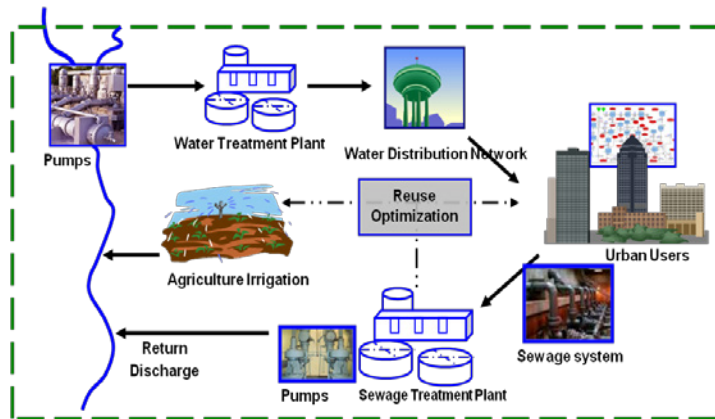 Pumps
Water Treatment Plant
Water Distribution Network
Reuse
Optimization
Urban Users
Agriculture Irrigation
Sewage system
Return
Discharge
Pumps
Sewage Treatment Plant